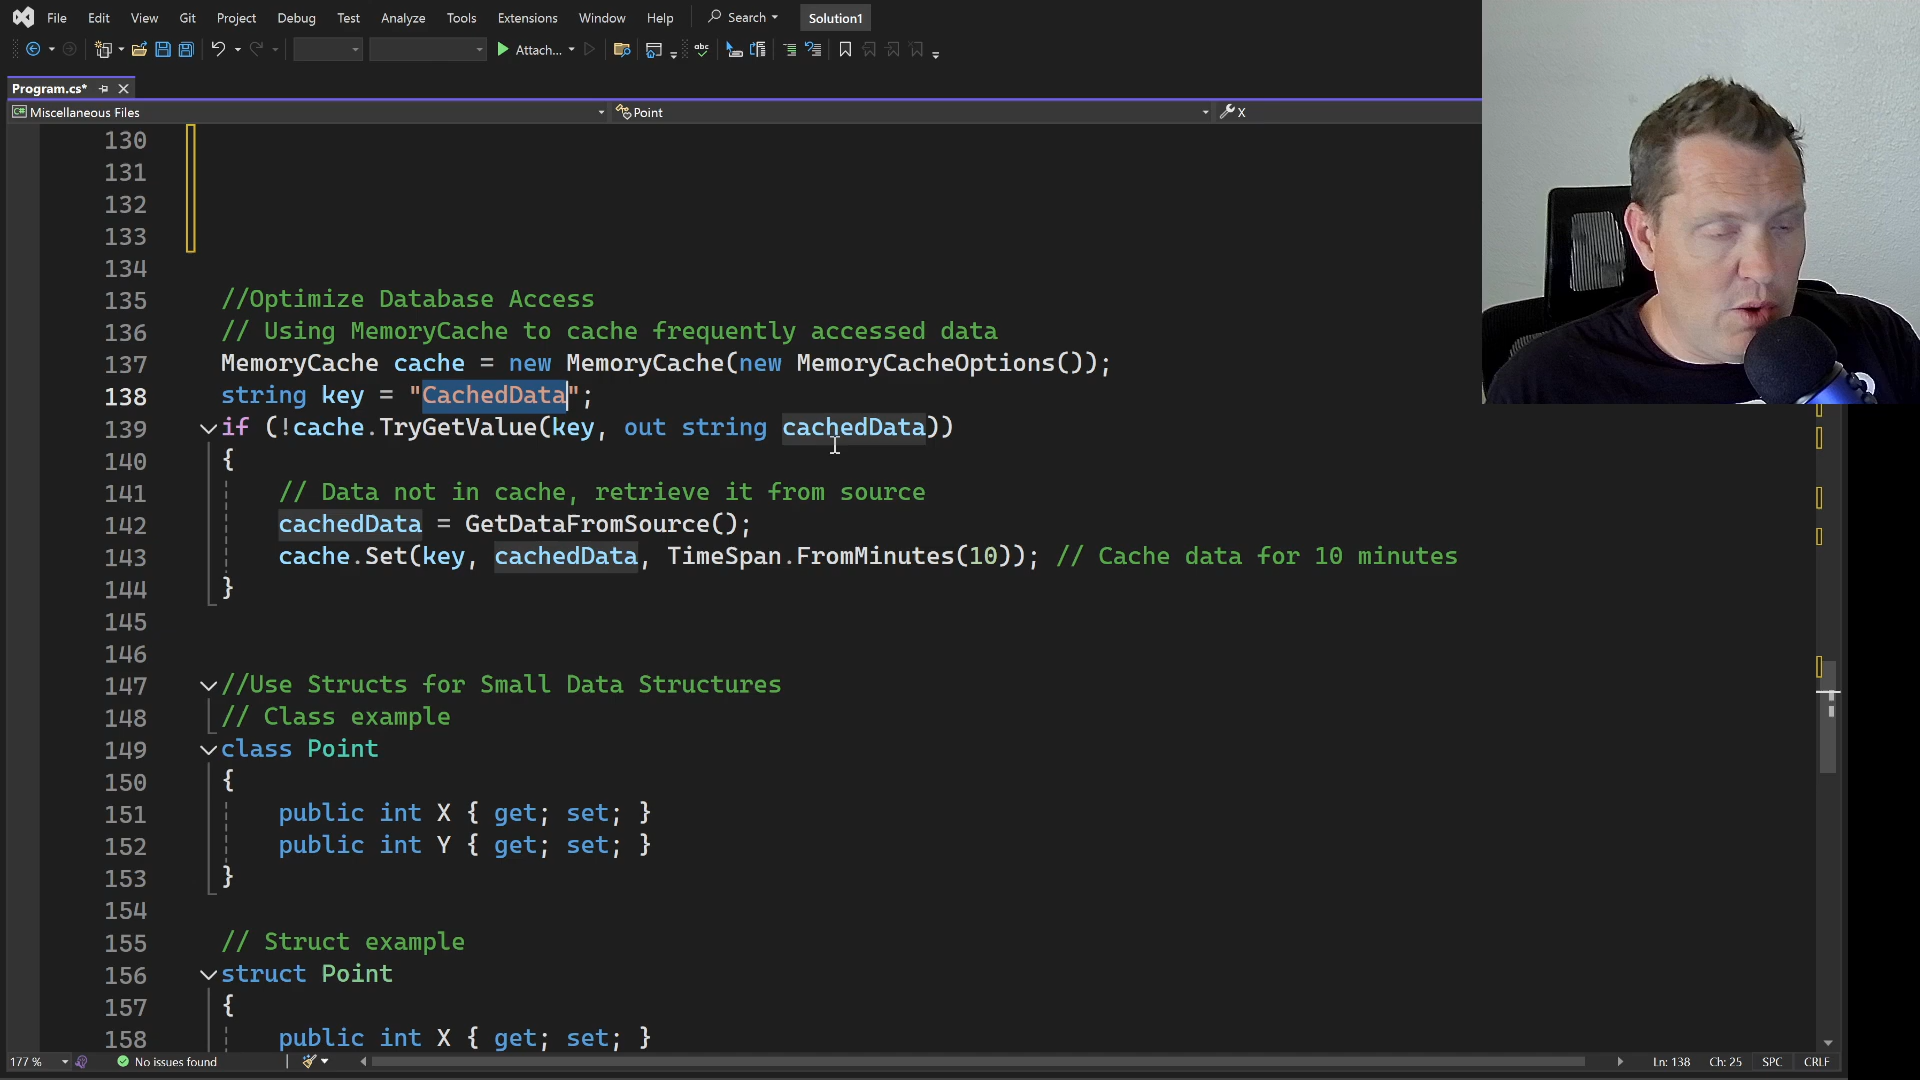 File Edit View Git Project Debug Test Analyze Tools Extensions Window Help Search Solution1
Attach...
Program.cs*
Miscellaneous Files Point X
130
131
132
133
134
135 //Optimize Database Access
136 // Using MemoryCache to cache frequently accessed data
137 MemoryCache cache = new MemoryCache(new MemoryCacheOptions());
138 string key = "CachedData";
139 if (!cache.TryGetValue(key, out string cachedData))
140 {
141 // Data not in cache, retrieve it from source
142 cachedData = GetDataFromSource();
143 cache.Set(key, cachedData, TimeSpan.FromMinutes(10)); // Cache data for 10 minutes
144 }
145
146
147 //Use Structs for Small Data Structures
148 // Class example
149 class Point
150 {
151 public int X { get; set; }
152 public int Y { get; set; }
153 }
154
155 // Struct example
156 struct Point
157 {
158 public int X { get; set; }
177 % No issues found Ln: 138 Ch: 25 SPC CRLF